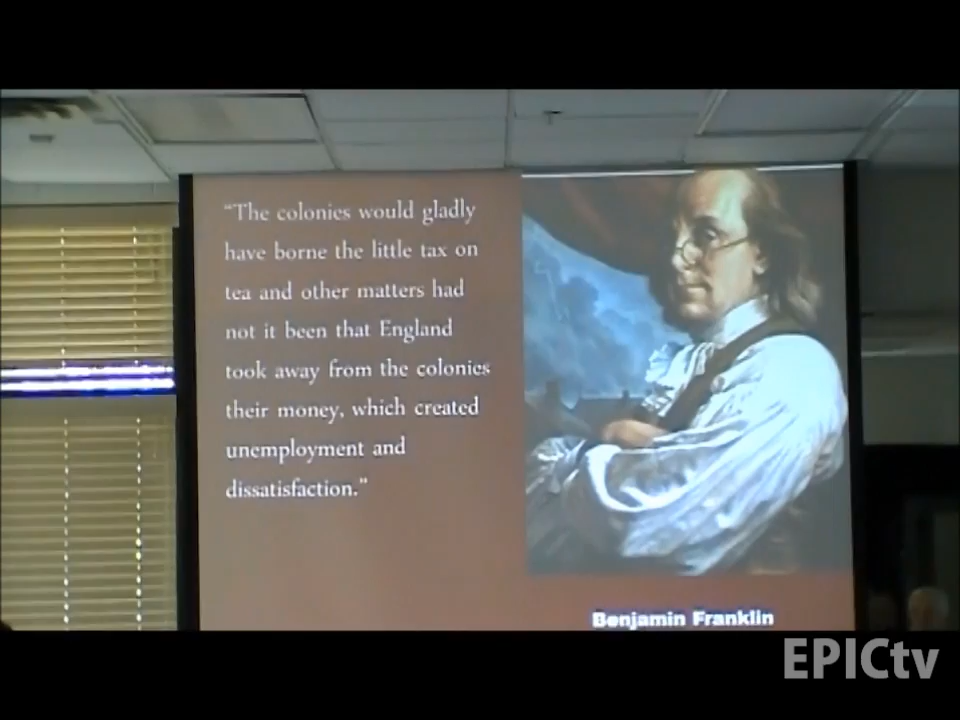 “The colonies would gladly
have borne the little tax on
tea and other matters had
not it been that England
took away from the colonies
their money, which created
unemployment and
dissatisfaction.”
Benjamin Franklin
EPICtv